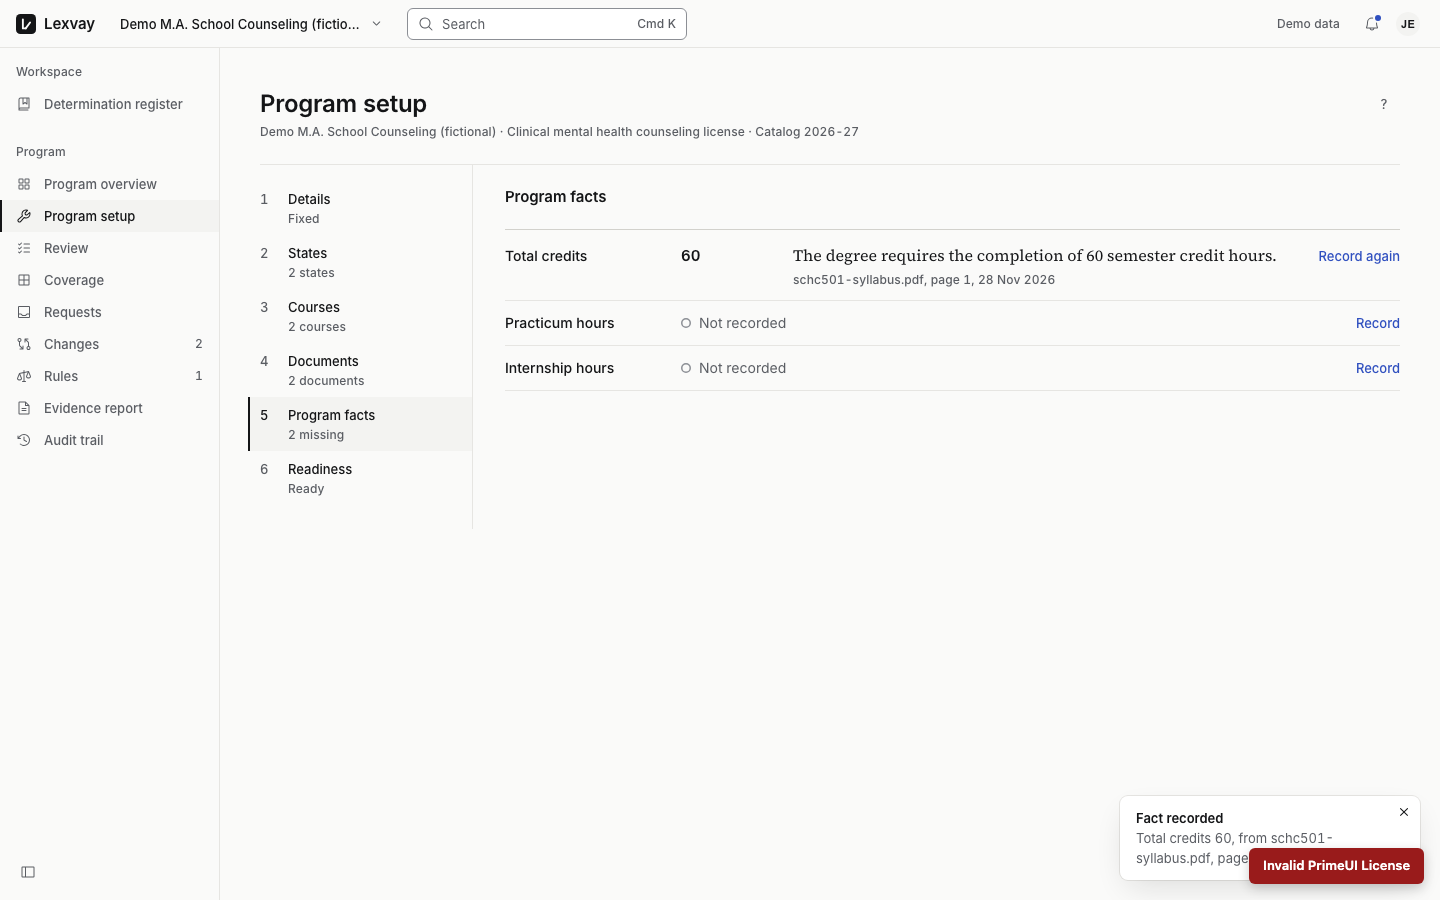 Lexvay
Demo M.A. School Counseling (fictio...
Search
Cmd K
Demo data
JE
Workspace
Determination register
Program
Program overview
Program setup
Review
Coverage
Requests
Changes 2
Rules 1
Evidence report
Audit trail
Program setup
?
Demo M.A. School Counseling (fictional) · Clinical mental health counseling license · Catalog 2026-27
1 Details
Fixed
2 States
2 states
3 Courses
2 courses
4 Documents
2 documents
5 Program facts
2 missing
6 Readiness
Ready
Program facts
Total credits 60 The degree requires the completion of 60 semester credit hours. Record again
schc501-syllabus.pdf, page 1, 28 Nov 2026
Practicum hours Not recorded Record
Internship hours Not recorded Record
Fact recorded
Total credits 60, from schc501-
syllabus.pdf, page
Invalid PrimeUI License